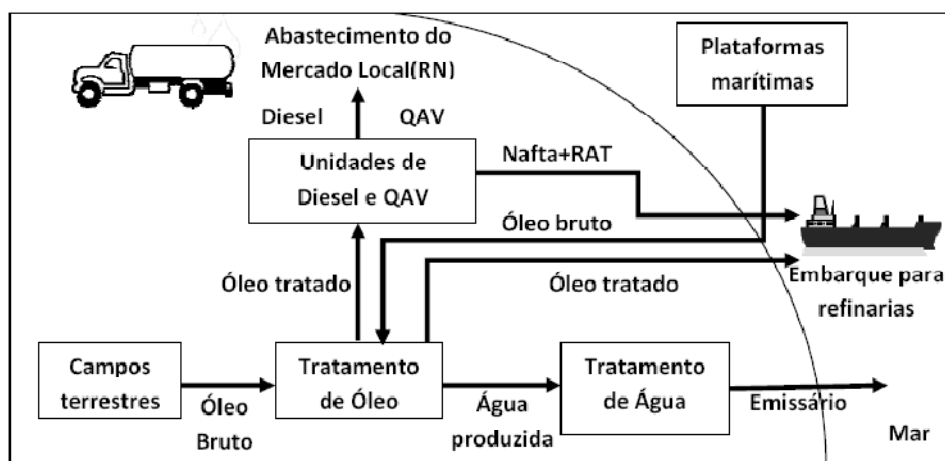 Abastecimento do
Mercado Local(RN)
Diesel QAV
Plataformas
marítimas
Unidades de
Diesel e QAV
Nafta+RAT
Óleo bruto
Óleo tratado
Óleo tratado
Embarque para
refinarias
Campos
terrestres
Óleo
Bruto
Tratamento
de Óleo
Água
produzida
Tratamento
de Água
Emissário
Mar